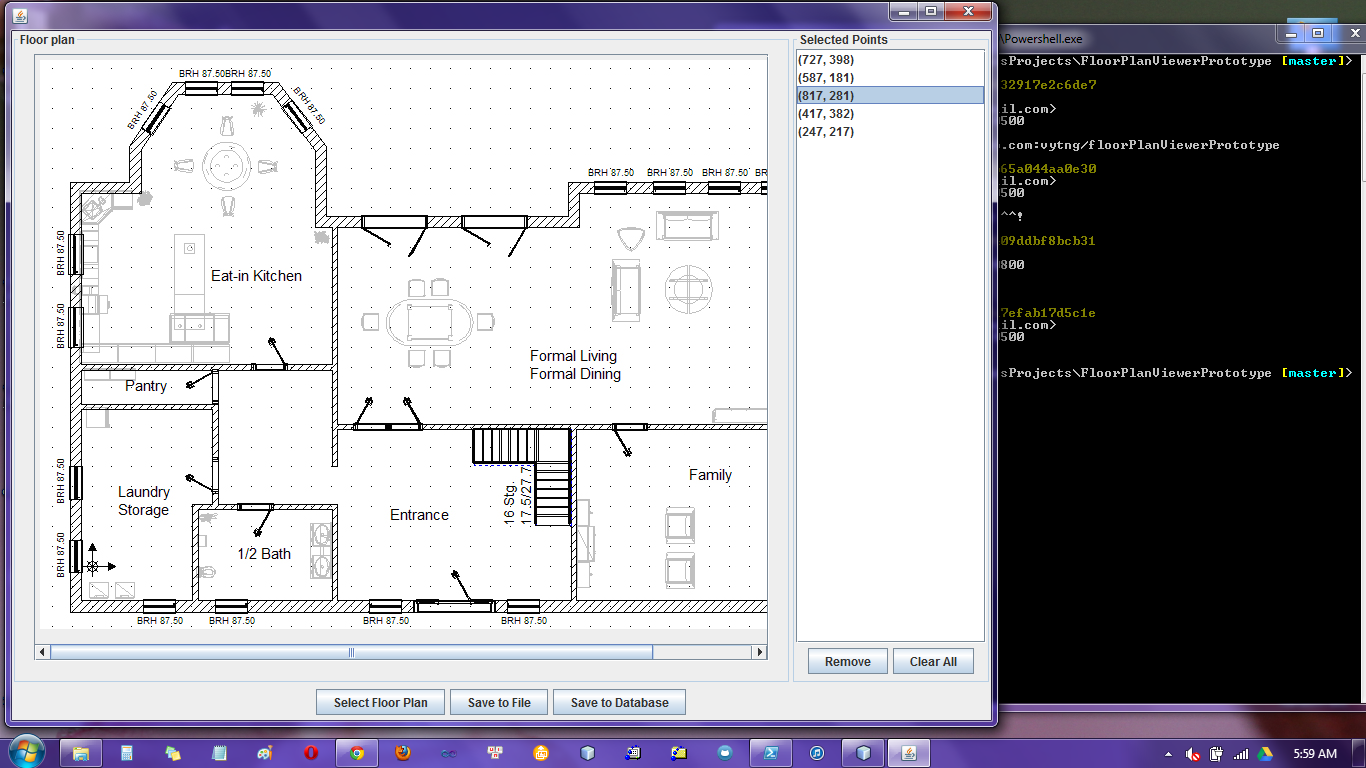 Floor plan
BRH 87.50
BRH 87.50
BRH 87.50
BRH 87.50
BRH 87.50
BRH 87.50
BRH 87.50
BR
BRH 87.50
BRH 87.50
Eat-in Kitchen
Formal Living
Formal Dining
Pantry
BRH 87.50
Laundry
Storage
Entrance
16 Stg.
17.5/27.7
Family
BRH 87.50
1/2 Bath
BRH 87.50
BRH 87.50
BRH 87.50
BRH 87.50
Select Floor Plan
Save to File
Save to Database
Selected Points
(727, 398)
(587, 181)
(817, 281)
(417, 382)
(247, 217)
Remove
Clear All
\Powershell.exe
sProjects\FloorPlanViewerPrototype [master]>
32917e2c6de7
il.com>
0500
.com:vytng/floorPlanViewerPrototype
65a044aa0e30
il.com>
0500
^^!
09ddbf8bcb31
0800
7efab17d5c1e
il.com>
0500
sProjects\FloorPlanViewerPrototype [master]>
5:59 AM